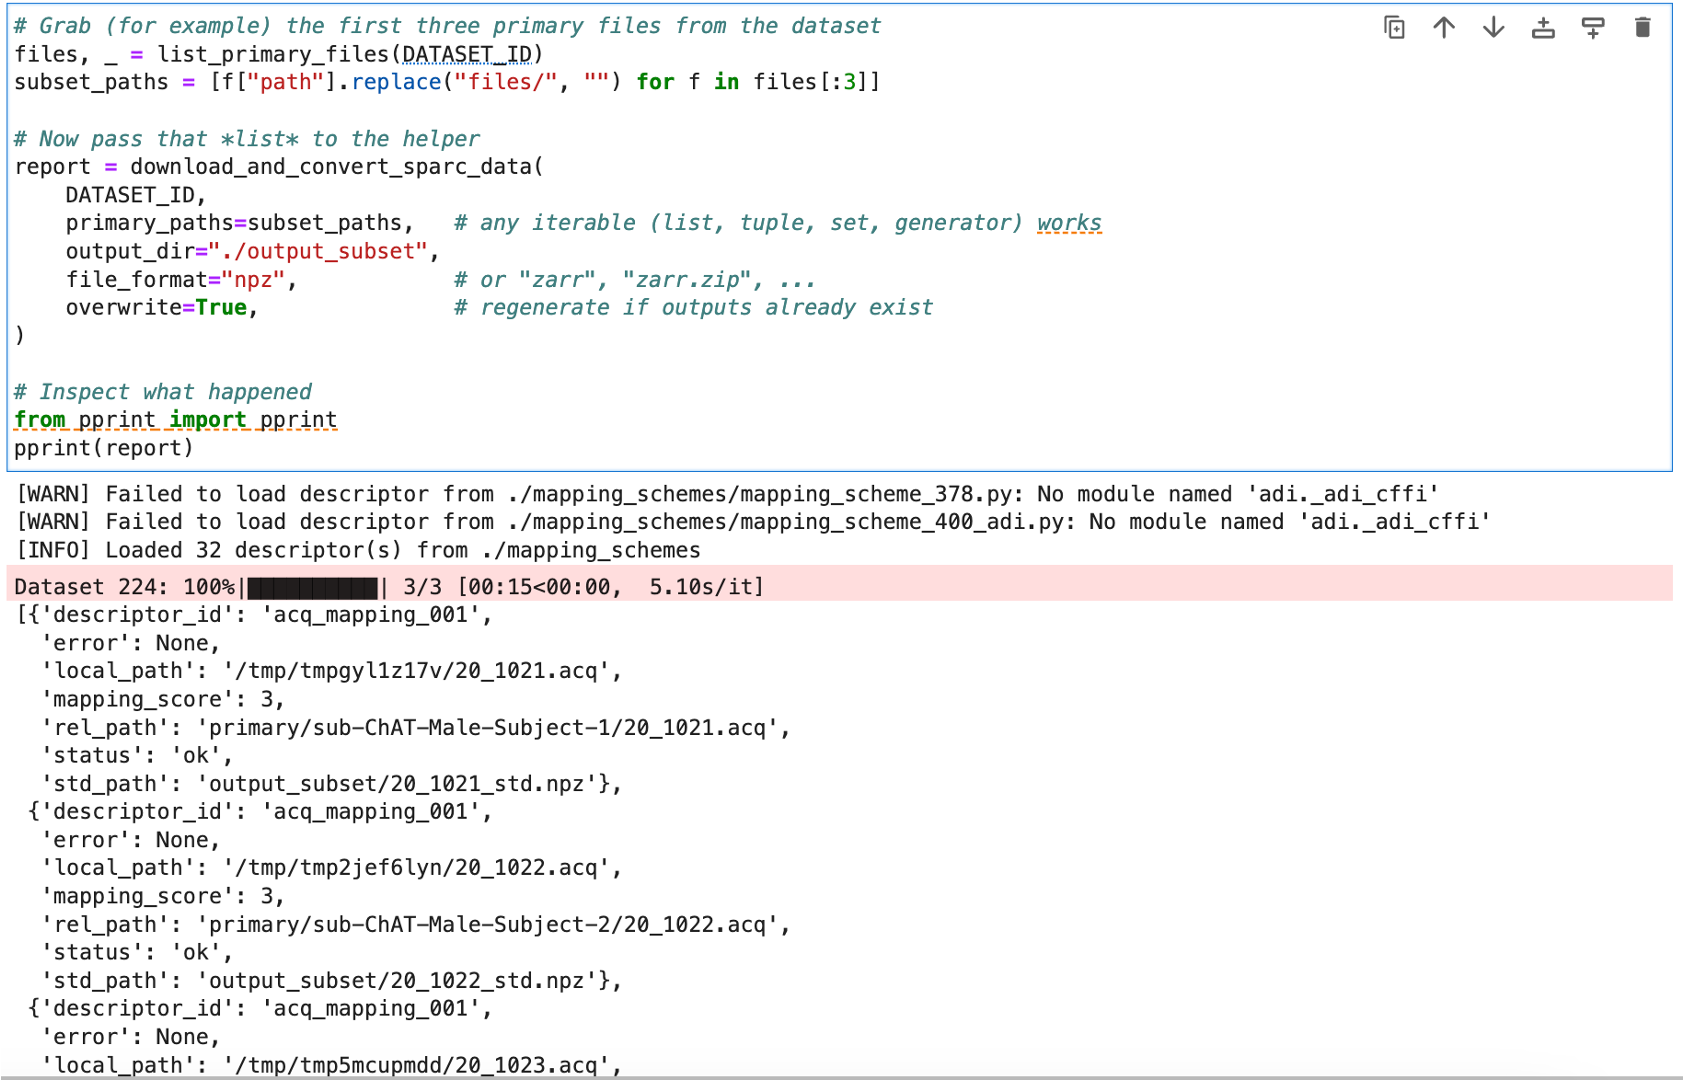 # Grab (for example) the first three primary files from the dataset
files, _ = list_primary_files(DATASET_ID)
subset_paths = [f["path"].replace("files/", "") for f in files[:3]]
# Now pass that *list* to the helper
report = download_and_convert_sparc_data(
    DATASET_ID,
    primary_paths=subset_paths,   # any iterable (list, tuple, set, generator) works
    output_dir="./output_subset",
    file_format="npz",            # or "zarr", "zarr.zip", ...
    overwrite=True,               # regenerate if outputs already exist
)
# Inspect what happened
from pprint import pprint
pprint(report)
[WARN] Failed to load descriptor from ./mapping_schemes/mapping_scheme_378.py: No module named 'adi._adi_cffi'
[WARN] Failed to load descriptor from ./mapping_schemes/mapping_scheme_400_adi.py: No module named 'adi._adi_cffi'
[INFO] Loaded 32 descriptor(s) from ./mapping_schemes
Dataset 224: 100%|██████████| 3/3 [00:15<00:00,  5.10s/it]
[{'descriptor_id': 'acq_mapping_001',
  'error': None,
  'local_path': '/tmp/tmpgyl1z17v/20_1021.acq',
  'mapping_score': 3,
  'rel_path': 'primary/sub-ChAT-Male-Subject-1/20_1021.acq',
  'status': 'ok',
  'std_path': 'output_subset/20_1021_std.npz'},
 {'descriptor_id': 'acq_mapping_001',
  'error': None,
  'local_path': '/tmp/tmp2jef6lyn/20_1022.acq',
  'mapping_score': 3,
  'rel_path': 'primary/sub-ChAT-Male-Subject-2/20_1022.acq',
  'status': 'ok',
  'std_path': 'output_subset/20_1022_std.npz'},
 {'descriptor_id': 'acq_mapping_001',
  'error': None,
  'local_path': '/tmp/tmp5mcupmdd/20_1023.acq',